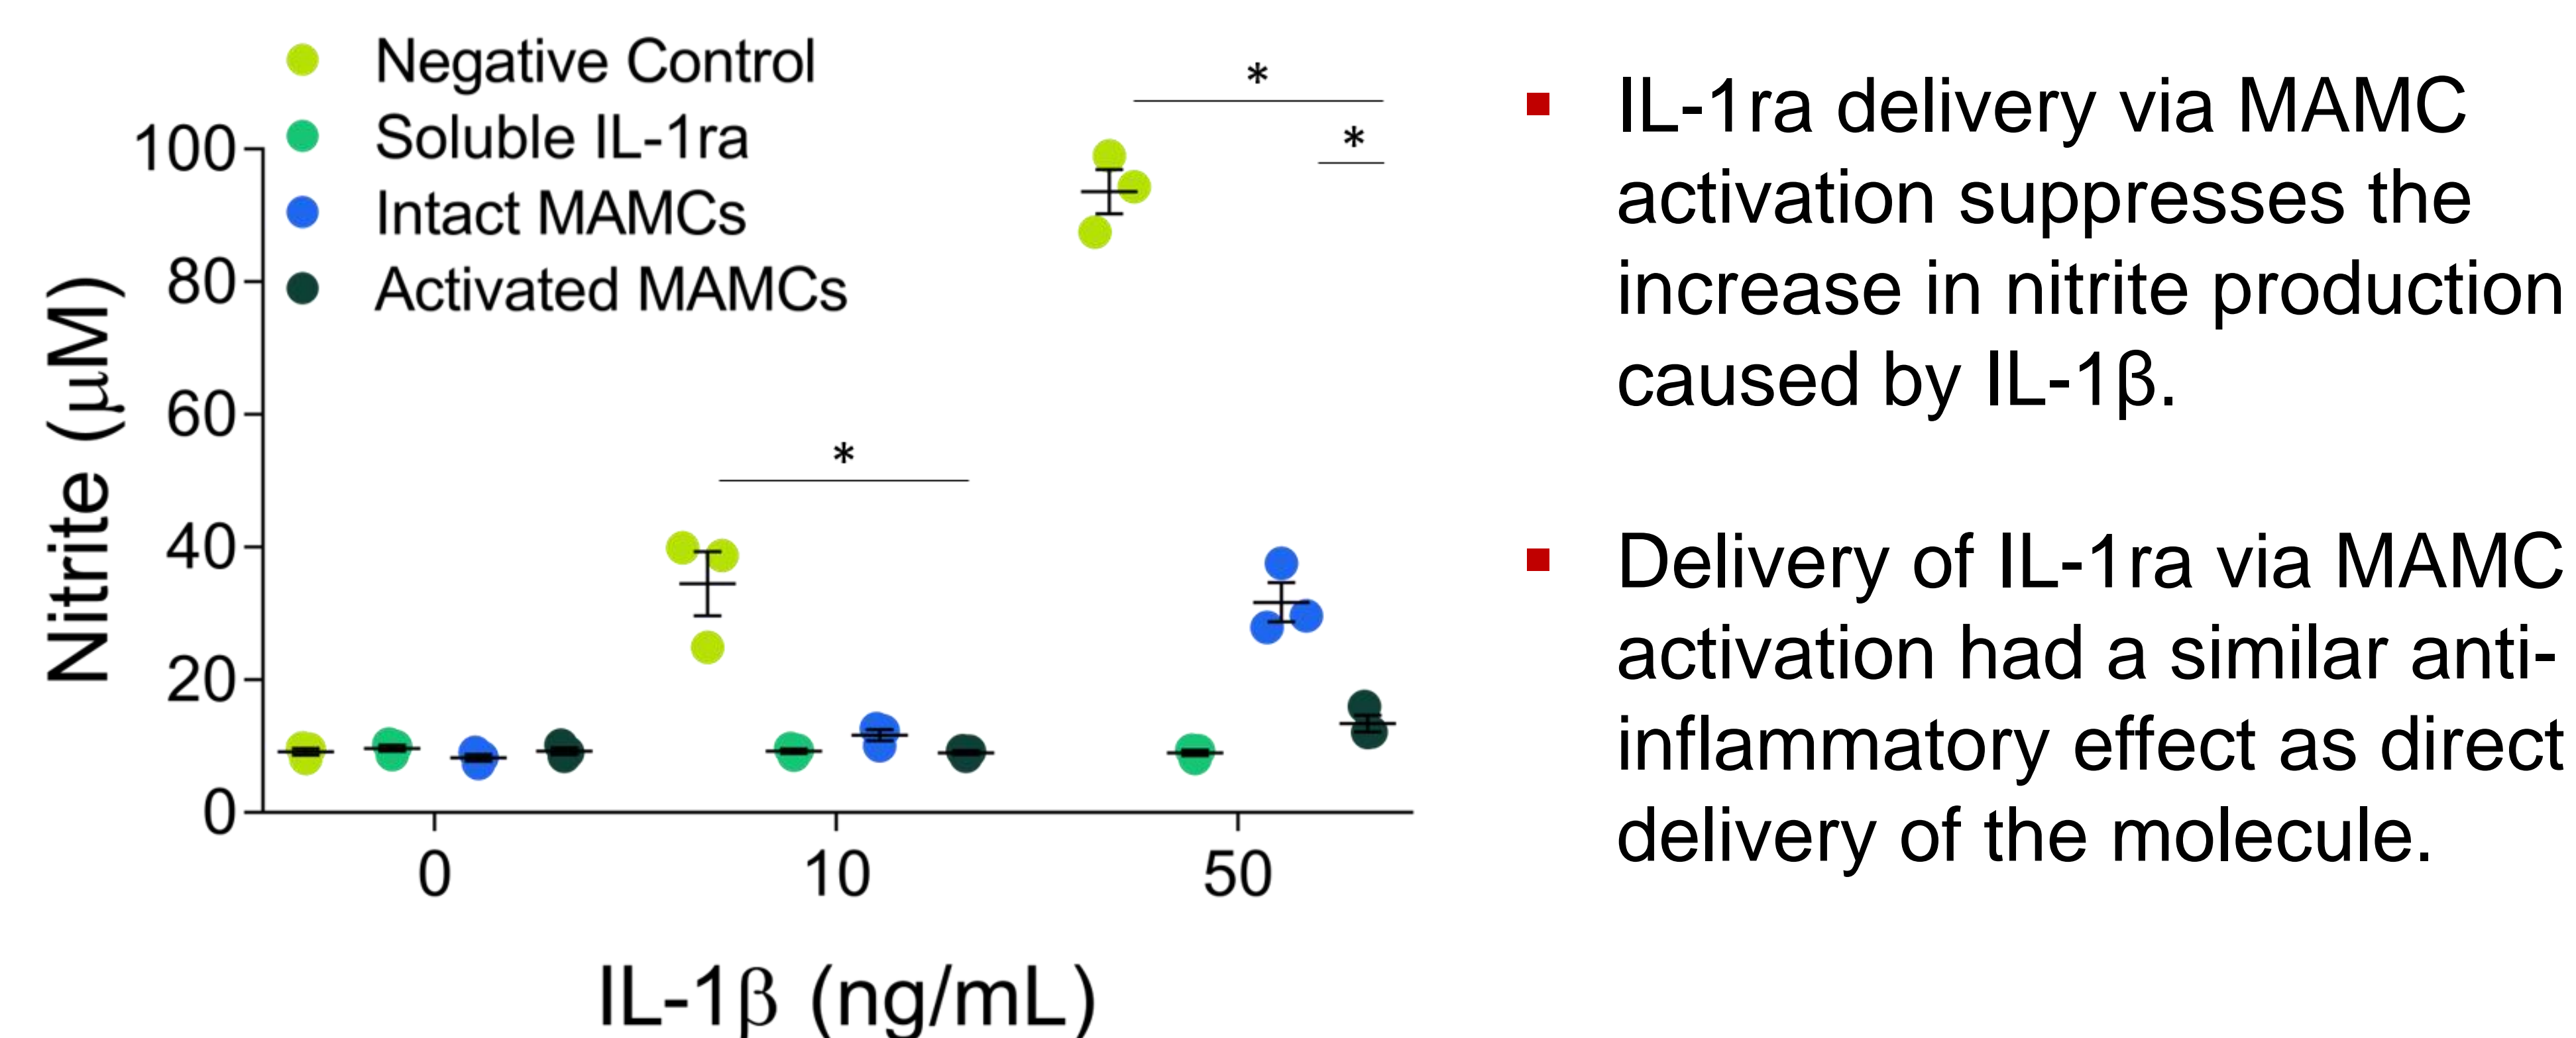 Negative Control
Soluble IL-1ra
Intact MAMCs
Activated MAMCs
*
*
*
100
80
60
40
20
0
Nitrite (μM)
0
10
50
IL-1β (ng/mL)
▪ IL-1ra delivery via MAMC
activation suppresses the
increase in nitrite production
caused by IL-1β.
▪ Delivery of IL-1ra via MAMC
activation had a similar anti-
inflammatory effect as direct
delivery of the molecule.